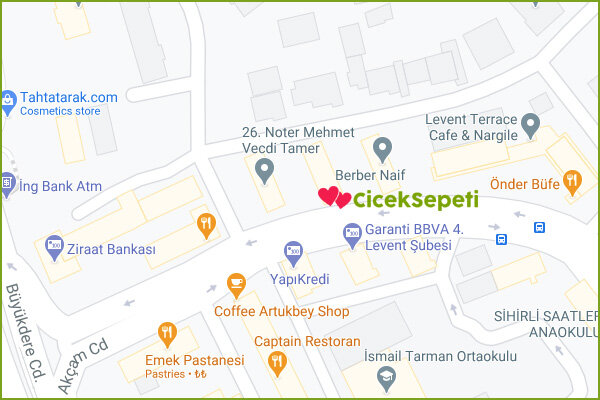 Tahtatarak.com
Cosmetics store
26. Noter Mehmet
Vecdi Tamer
Levent Terrace
Cafe & Nargile
Berber Naif
İng Bank Atm
Önder Büfe
CicekSepeti
Garanti BBVA 4.
Levent Şubesi
Ziraat Bankası
YapıKredi
Büyükdere Cd.
Coffee Artukbey Shop
SİHİRLİ SAATLER
ANAOKULU
Akçam Cd
Captain Restoran
Emek Pastanesi
Pastries • ₺₺
İsmail Tarman Ortaokulu